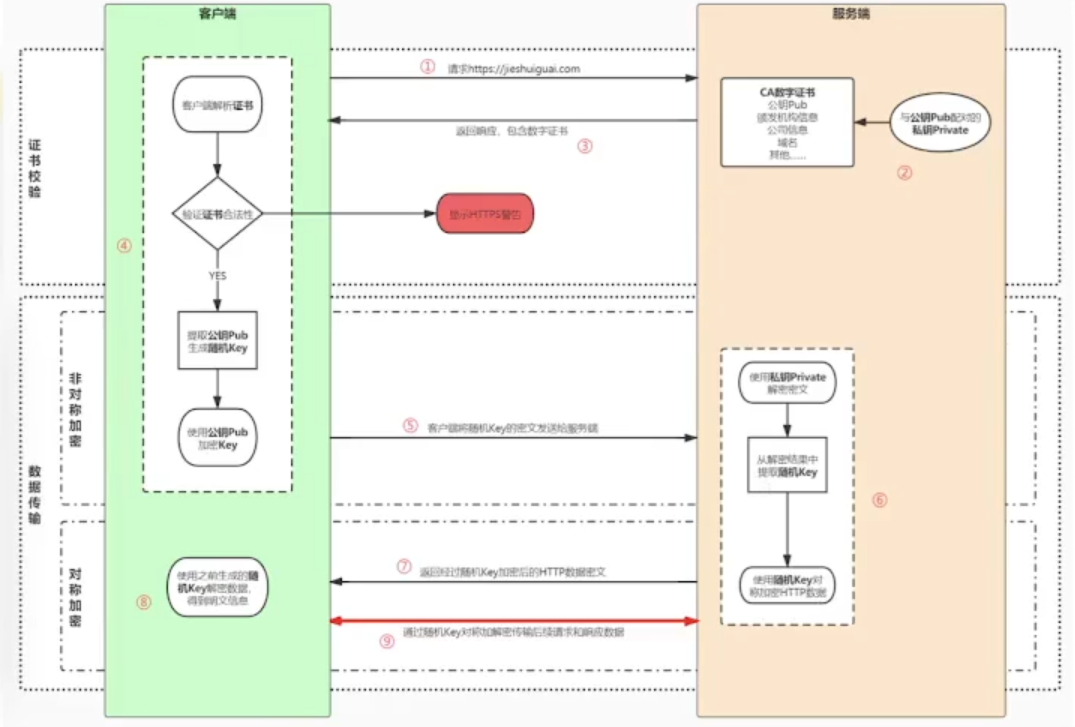 客户端
服务端
证书校验
① 请求https://jieshuiguai.com
客户端解析证书
CA数字证书
公钥Pub
颁发机构信息
公司信息
域名
其他......
与公钥Pub配对的
私钥Private
②
返回响应，包含数字证书
③
验证证书合法性
显示HTTPS警告
④
YES
数据传输
非对称加密
提取公钥Pub
生成随机Key
使用公钥Pub
加密Key
⑤ 客户端将随机Key的密文发送给服务端
使用私钥Private
解密密文
从解密结果中
提取随机Key
⑥
使用随机Key对
称加密HTTP数据
对称加密
⑦ 返回经过随机Key加密后的HTTP数据密文
使用之前生成的随
机Key解密数据，
得到明文信息
⑧
⑨ 通过随机Key对称加解密传输后续请求和响应数据